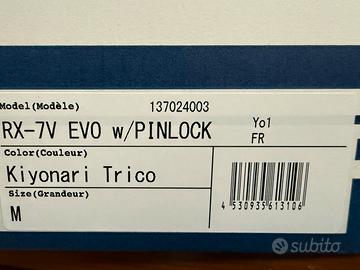 Model(Modèle)
137024003
RX-7V EVO w/PINLOCK
Yo1
FR
Color(Couleur)
Kiyonari Trico
Size(Grandeur)
M
4 530935 613106
subito